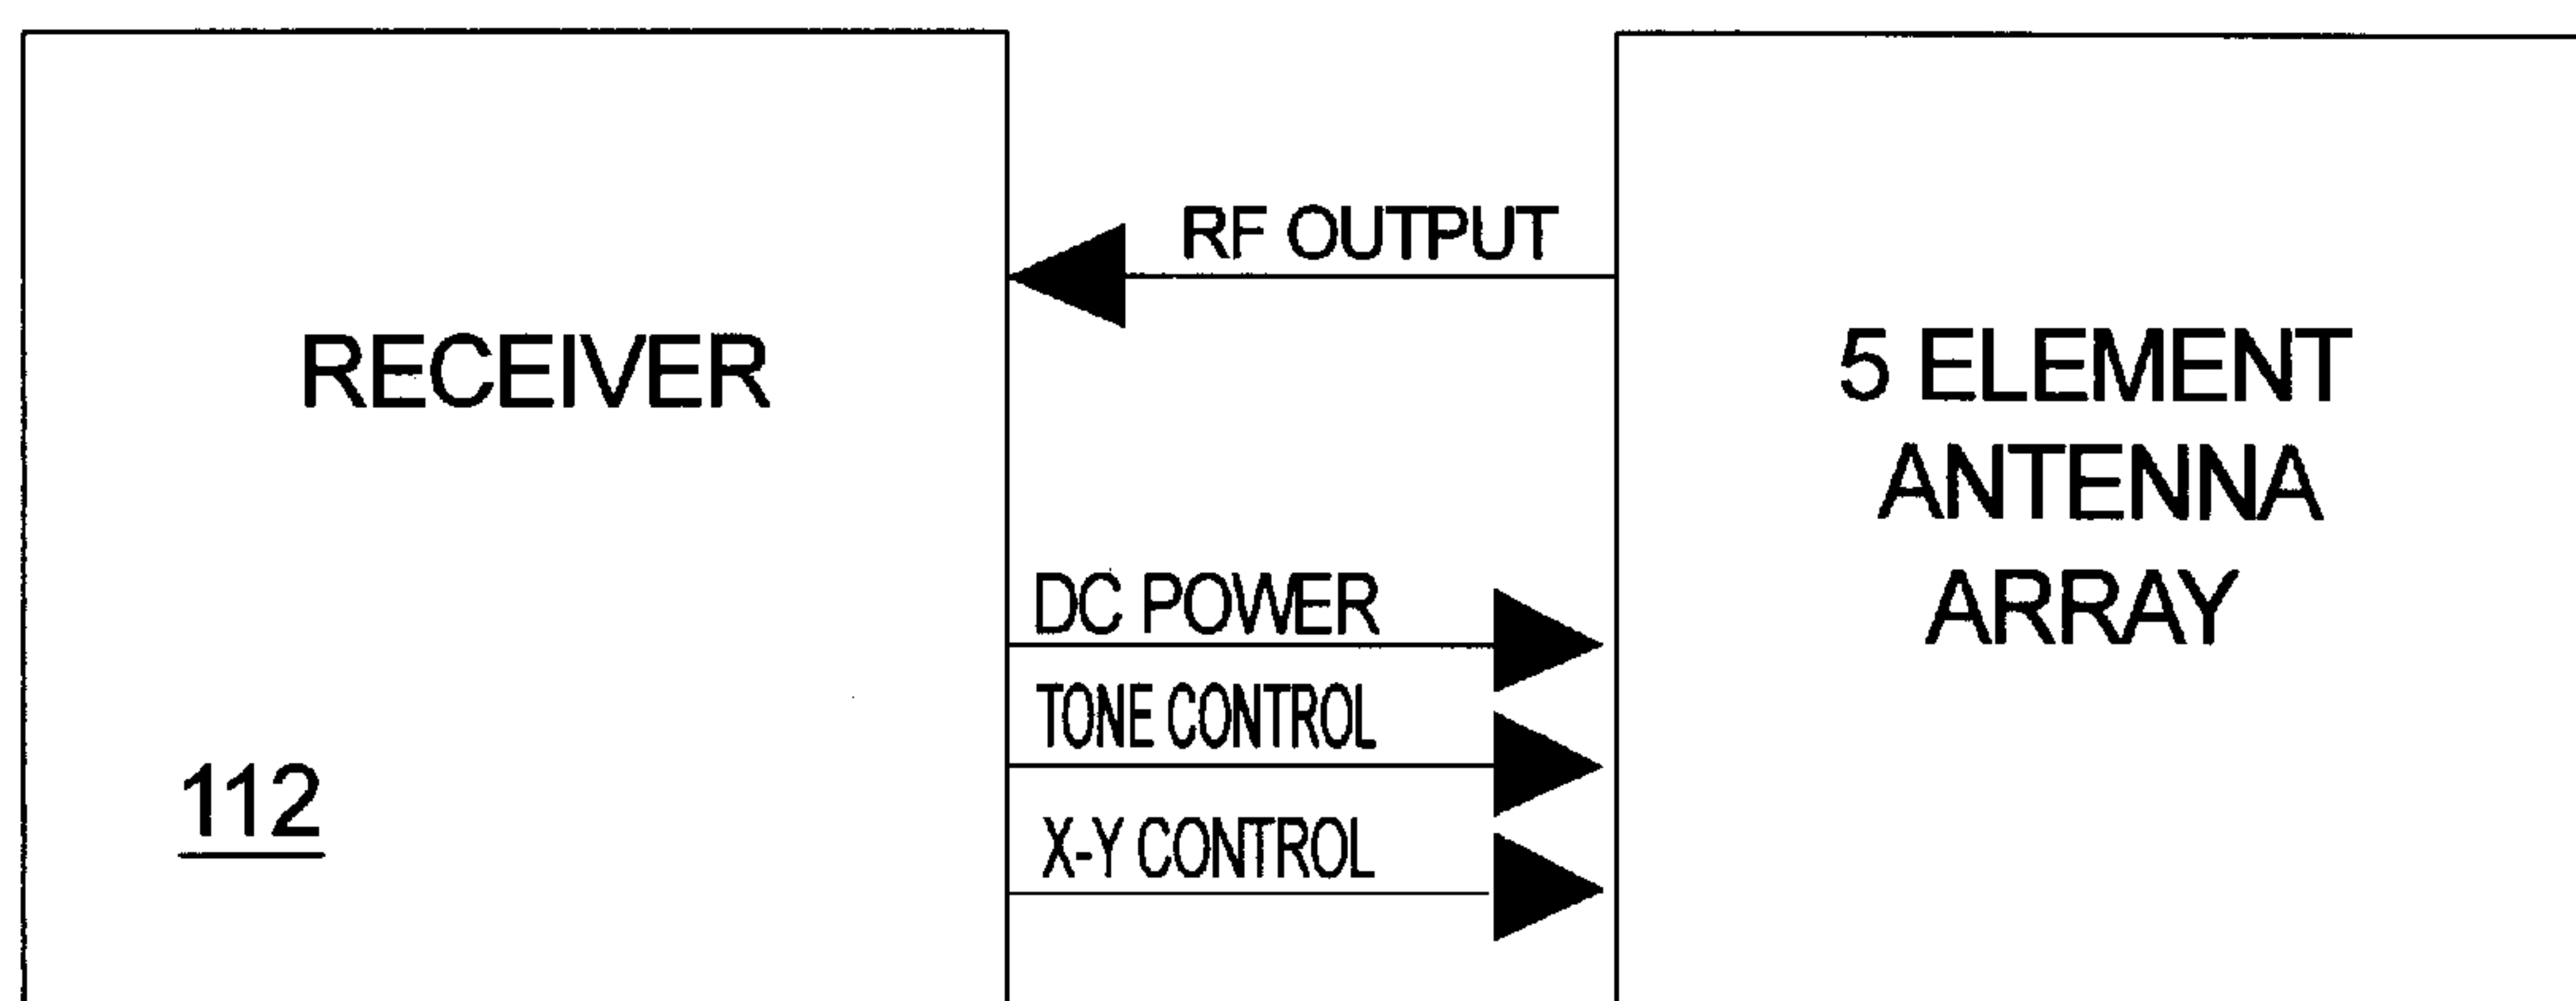 RF OUTPUT
RECEIVER
5 ELEMENT
ANTENNA
ARRAY
DC POWER
TONE CONTROL
X-Y CONTROL
112